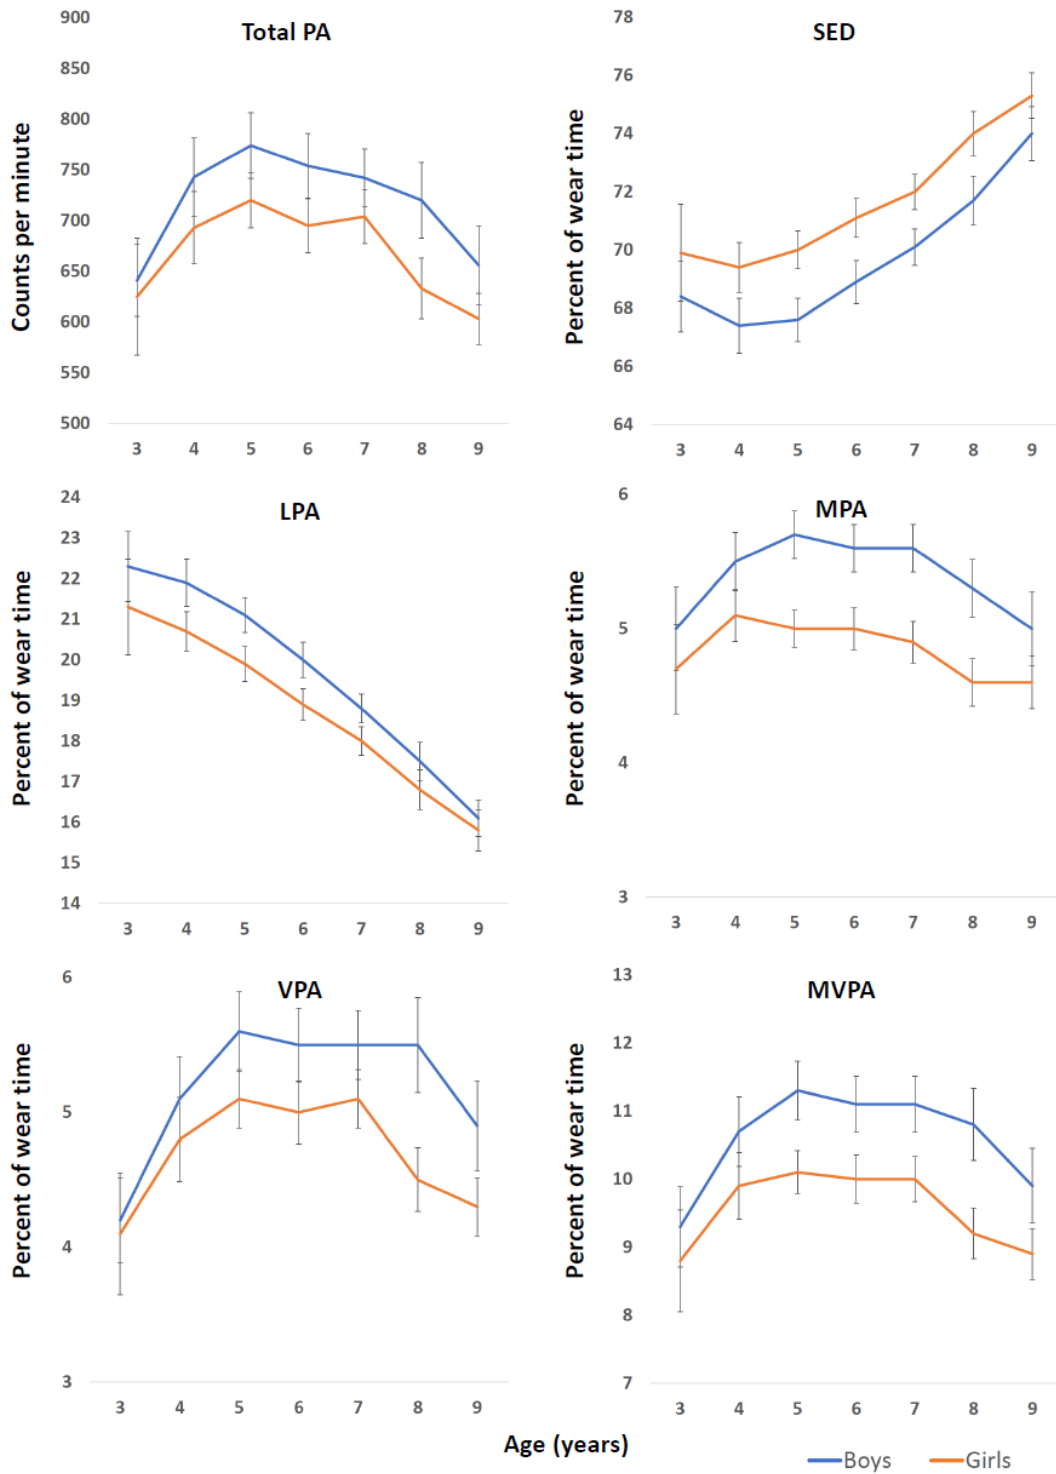 Total PA
Counts per minute
900
850
800
750
700
650
600
550
500
3 4 5 6 7 8 9
SED
Percent of wear time
78
76
74
72
70
68
66
64
3 4 5 6 7 8 9
LPA
Percent of wear time
24
23
22
21
20
19
18
17
16
15
14
3 4 5 6 7 8 9
MPA
Percent of wear time
6
5
4
3
3 4 5 6 7 8 9
VPA
Percent of wear time
6
5
4
3
3 4 5 6 7 8 9
MVPA
Percent of wear time
13
12
11
10
9
8
7
3 4 5 6 7 8 9
Age (years)
Boys Girls